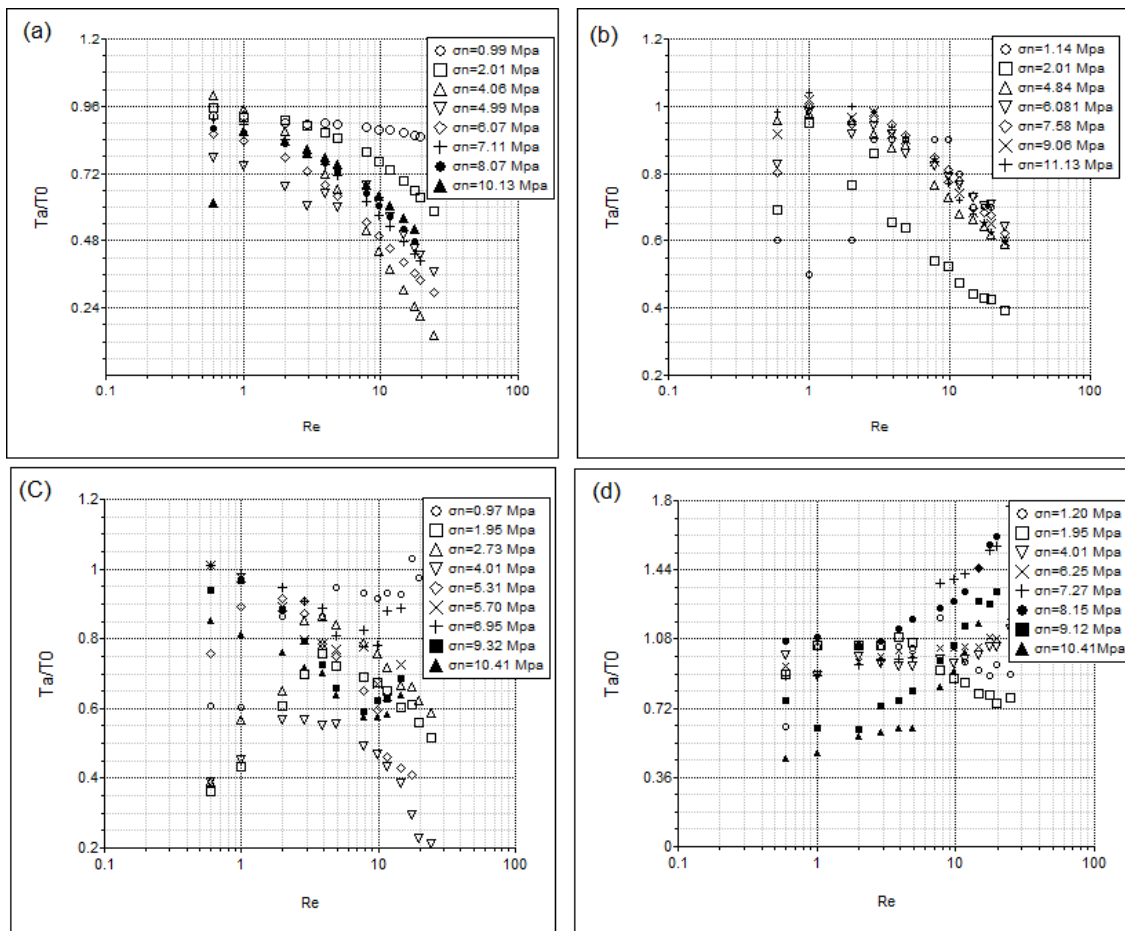 (a)
1.2
0.96
0.72
0.48
0.24
Ta/T0
0.1
1
10
100
Re
σn=0.99 Mpa
σn=2.01 Mpa
σn=4.06 Mpa
σn=4.99 Mpa
σn=6.07 Mpa
σn=7.11 Mpa
σn=8.07 Mpa
σn=10.13 Mpa
(b)
1.2
1
0.8
0.6
0.4
0.2
Ta/T0
0.1
1
10
100
Re
σn=1.14 Mpa
σn=2.01 Mpa
σn=4.84 Mpa
σn=6.081 Mpa
σn=7.58 Mpa
σn=9.06 Mpa
σn=11.13 Mpa
(C)
1.2
1
0.8
0.6
0.4
0.2
Ta/T0
0.1
1
10
100
Re
σn=0.97 Mpa
σn=1.95 Mpa
σn=2.73 Mpa
σn=4.01 Mpa
σn=5.31 Mpa
σn=5.70 Mpa
σn=6.95 Mpa
σn=9.32 Mpa
σn=10.41 Mpa
(d)
1.8
1.44
1.08
0.72
0.36
0
Ta/T0
0.1
1
10
100
Re
σn=1.20 Mpa
σn=1.95 Mpa
σn=4.01 Mpa
σn=6.25 Mpa
σn=7.27 Mpa
σn=8.15 Mpa
σn=9.12 Mpa
σn=10.41Mpa